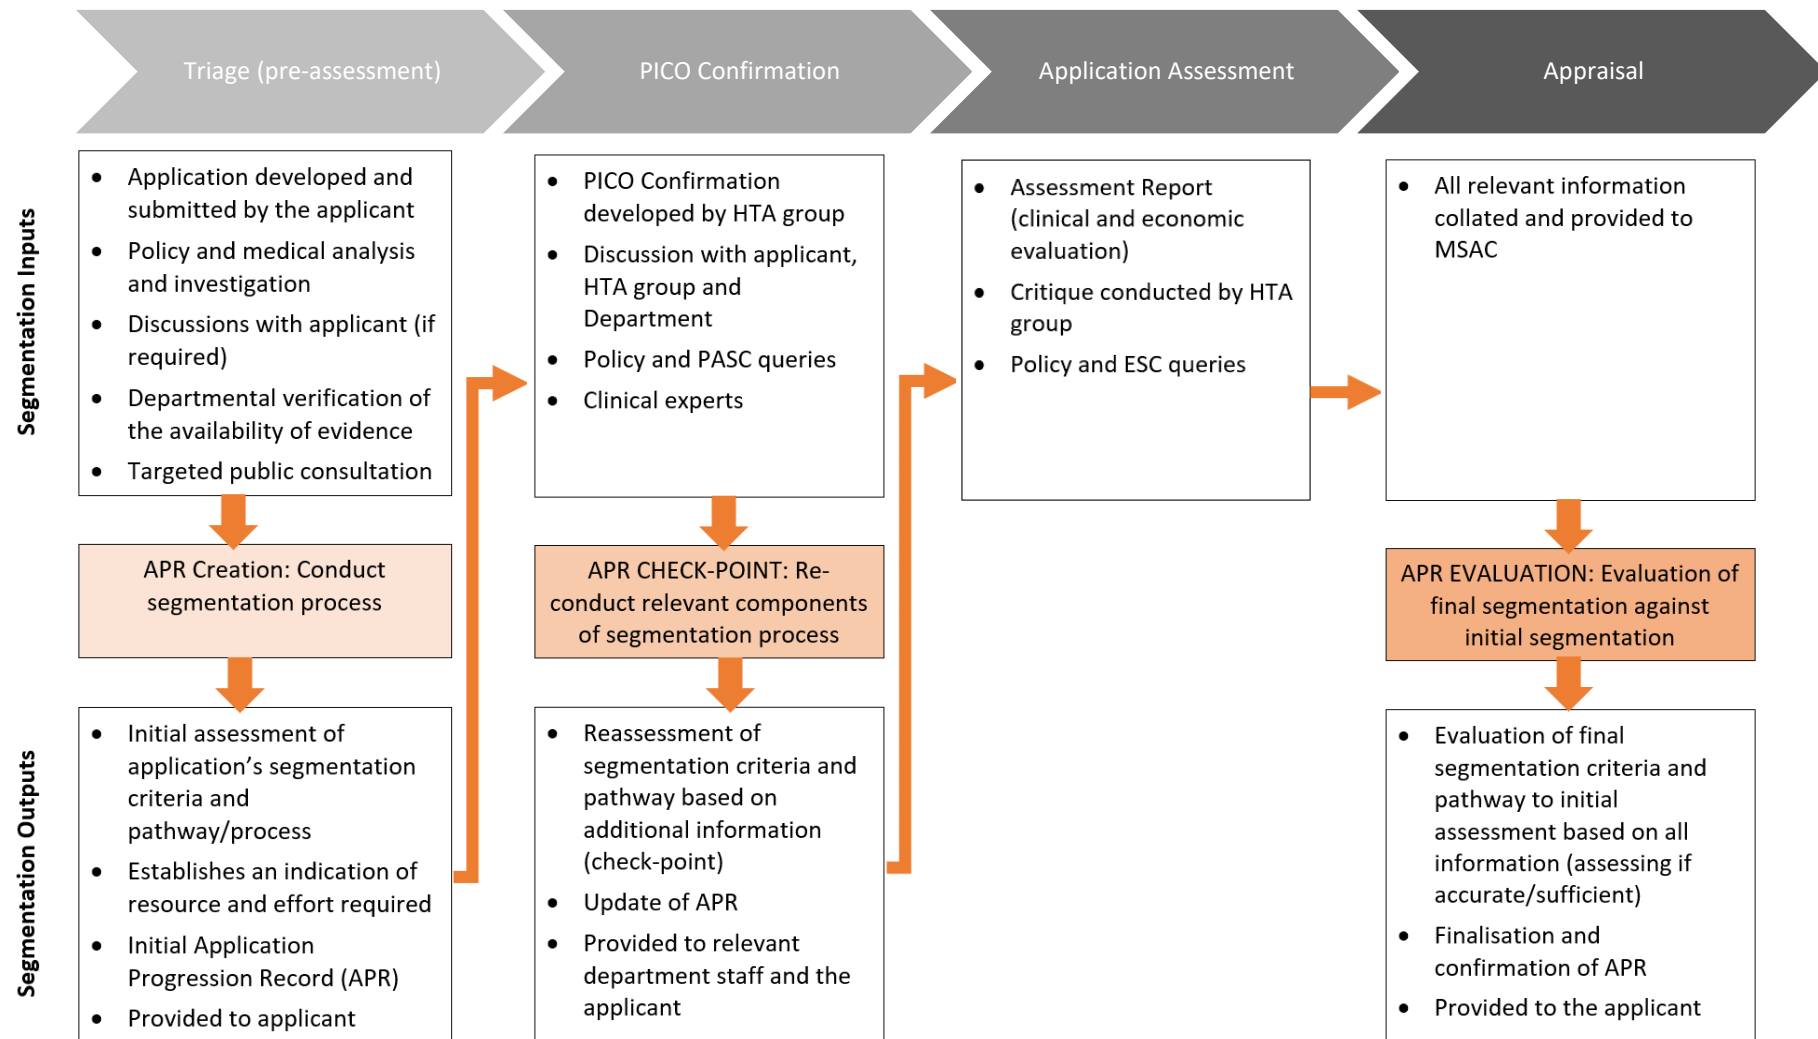 Triage (pre-assessment)
PICO Confirmation
Application Assessment
Appraisal
Segmentation Inputs
• Application developed and
submitted by the applicant
• Policy and medical analysis
and investigation
• Discussions with applicant (if
required)
• Departmental verification of
the availability of evidence
• Targeted public consultation
• PICO Confirmation
developed by HTA group
• Discussion with applicant,
HTA group and
Department
• Policy and PASC queries
• Clinical experts
• Assessment Report
(clinical and economic
evaluation)
• Critique conducted by HTA
group
• Policy and ESC queries
• All relevant information
collated and provided to
MSAC
APR Creation: Conduct
segmentation process
APR CHECK-POINT: Re-
conduct relevant components
of segmentation process
APR EVALUATION: Evaluation of
final segmentation against
initial segmentation
Segmentation Outputs
• Initial assessment of
application’s segmentation
criteria and
pathway/process
• Establishes an indication of
resource and effort required
• Initial Application
Progression Record (APR)
• Provided to applicant
• Reassessment of
segmentation criteria and
pathway based on
additional information
(check-point)
• Update of APR
• Provided to relevant
department staff and the
applicant
• Evaluation of final
segmentation criteria and
pathway to initial
assessment based on all
information (assessing if
accurate/sufficient)
• Finalisation and
confirmation of APR
• Provided to the applicant